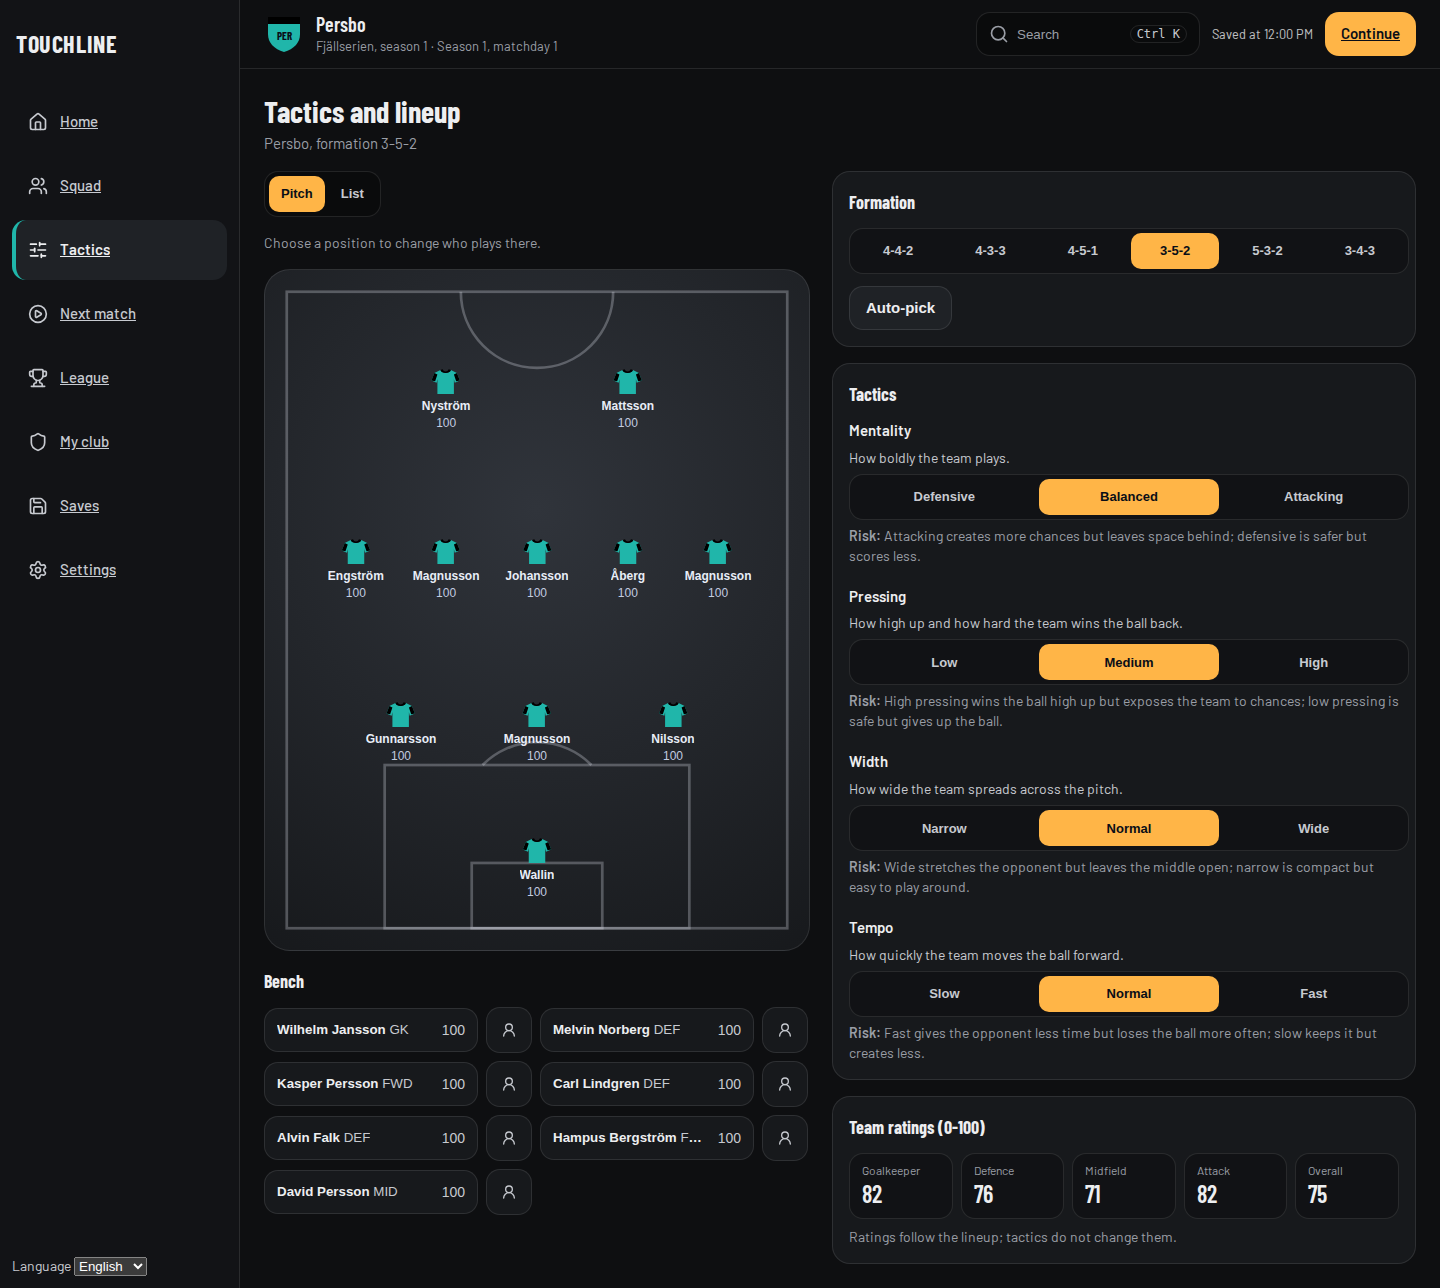 TOUCHLINE
Home
Squad
Tactics
Next match
League
My club
Saves
Settings
Language English
PER
Persbo
Fjällserien, season 1 · Season 1, matchday 1
Search Ctrl K
Saved at 12:00 PM
Continue
Tactics and lineup
Persbo, formation 3-5-2
Pitch List
Choose a position to change who plays there.
Nyström Mattsson
100 100
Engström Magnusson Johansson Åberg Magnusson
100 100 100 100 100
Gunnarsson Magnusson Nilsson
100 100 100
Wallin
100
Bench
Wilhelm Jansson GK 100
Melvin Norberg DEF 100
Kasper Persson FWD 100
Carl Lindgren DEF 100
Alvin Falk DEF 100
Hampus Bergström F... 100
David Persson MID 100
Formation
4-4-2 4-3-3 4-5-1 3-5-2 5-3-2 3-4-3
Auto-pick
Tactics
Mentality
How boldly the team plays.
Defensive Balanced Attacking
Risk: Attacking creates more chances but leaves space behind; defensive is safer but
scores less.
Pressing
How high up and how hard the team wins the ball back.
Low Medium High
Risk: High pressing wins the ball high up but exposes the team to chances; low pressing is
safe but gives up the ball.
Width
How wide the team spreads across the pitch.
Narrow Normal Wide
Risk: Wide stretches the opponent but leaves the middle open; narrow is compact but
easy to play around.
Tempo
How quickly the team moves the ball forward.
Slow Normal Fast
Risk: Fast gives the opponent less time but loses the ball more often; slow keeps it but
creates less.
Team ratings (0-100)
Goalkeeper Defence Midfield Attack Overall
82 76 71 82 75
Ratings follow the lineup; tactics do not change them.